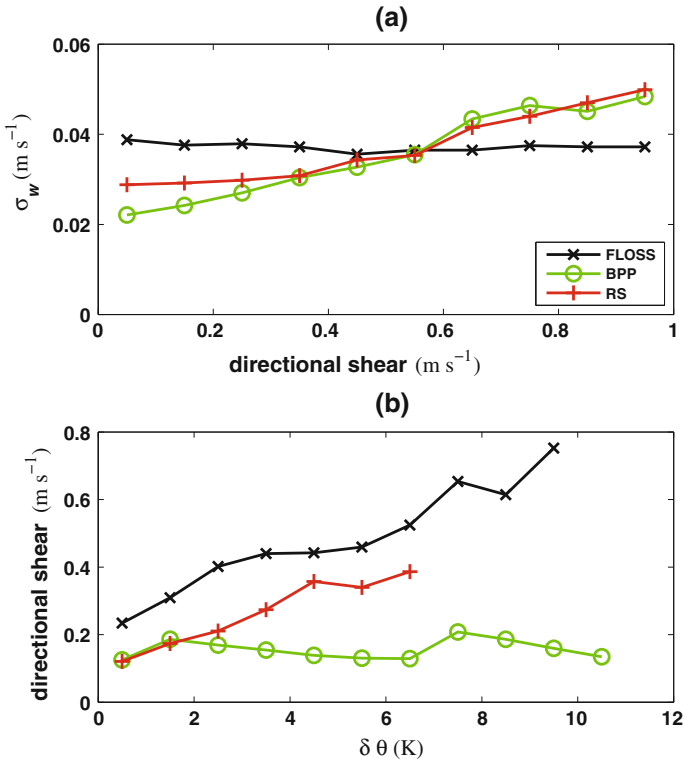 (a)
σw (m s⁻¹)
0.06
0.04
0.02
0
FLOSS
BPP
RS
0 0.2 0.4 0.6 0.8 1
directional shear (m s⁻¹)
(b)
directional shear (m s⁻¹)
0.8
0.6
0.4
0.2
0
0 2 4 6 8 10 12
δ θ (K)